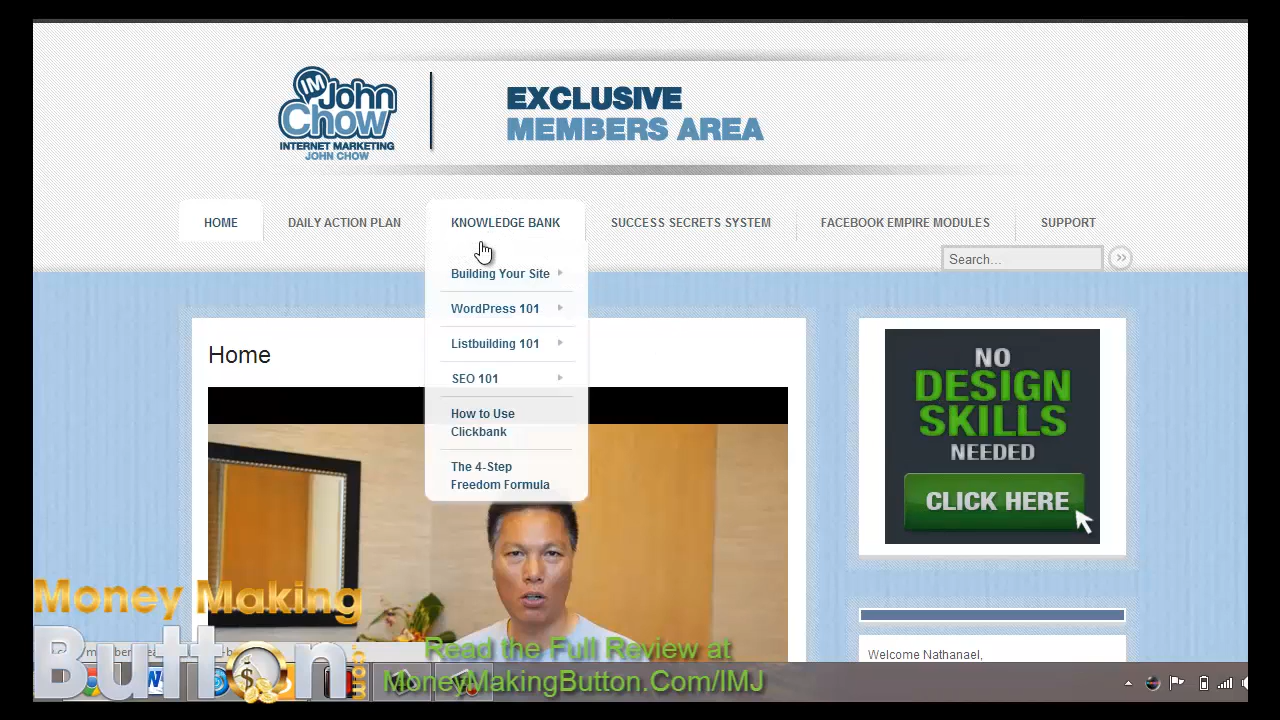 IM
John
Chow
INTERNET MARKETING
JOHN CHOW
EXCLUSIVE
MEMBERS AREA
HOME
DAILY ACTION PLAN
KNOWLEDGE BANK
SUCCESS SECRETS SYSTEM
FACEBOOK EMPIRE MODULES
SUPPORT
Search...
Building Your Site
WordPress 101
Listbuilding 101
SEO 101
How to Use
Clickbank
The 4-Step
Freedom Formula
Home
NO
DESIGN
SKILLS
NEEDED
CLICK HERE
Welcome Nathanael,
Money Making
Button
.COM
Read the Full Review at
MoneyMakingButton.Com/IMJ